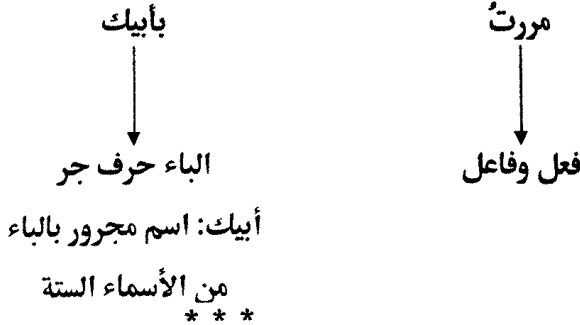 مررتُ بأبيك
فعل وفاعل الباء حرف جر
أبيك: اسم مجرور بالباء
من الأسماء الستة
* * *